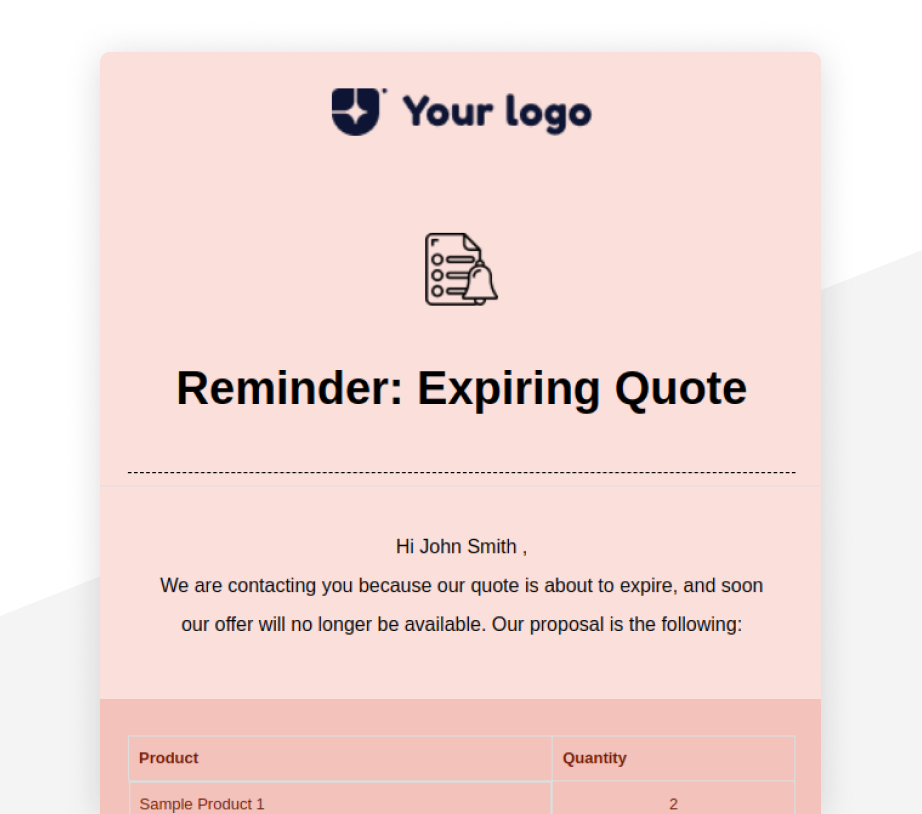 Your logo
Reminder: Expiring Quote
Hi John Smith ,
We are contacting you because our quote is about to expire, and soon
our offer will no longer be available. Our proposal is the following:
Product Quantity
Sample Product 1 2